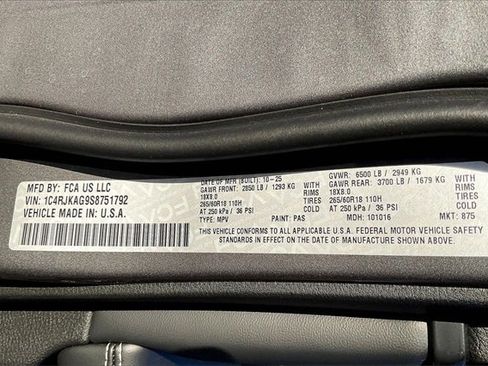 MFD BY: FCA US LLC
DATE OF MFR (BUILT): 10-25
GVWR: 6500 LB / 2949 KG
VIN: 1C4RJKAG9S8751792
GAWR FRONT: 2850 LB / 1293 KG
WITH
GAWR REAR: 3700 LB / 1679 KG
WITH
VEHICLE MADE IN: U.S.A.
18X8.0
RIMS
18X8.0
RIMS
265/60R18 110H
TIRES
265/60R18 110H
TIRES
AT 250 kPa / 36 PSI
COLD
AT 250 kPa / 36 PSI
COLD
TYPE: MPV
PAINT: PAS
MDH: 101016
MKT: 875
THIS VEHICLE CONFORMS TO ALL APPLICABLE U.S.A. FEDERAL MOTOR VEHICLE SAFETY
STANDARDS IN EFFECT ON THE DATE OF MANUFACTURE SHOWN ABOVE.